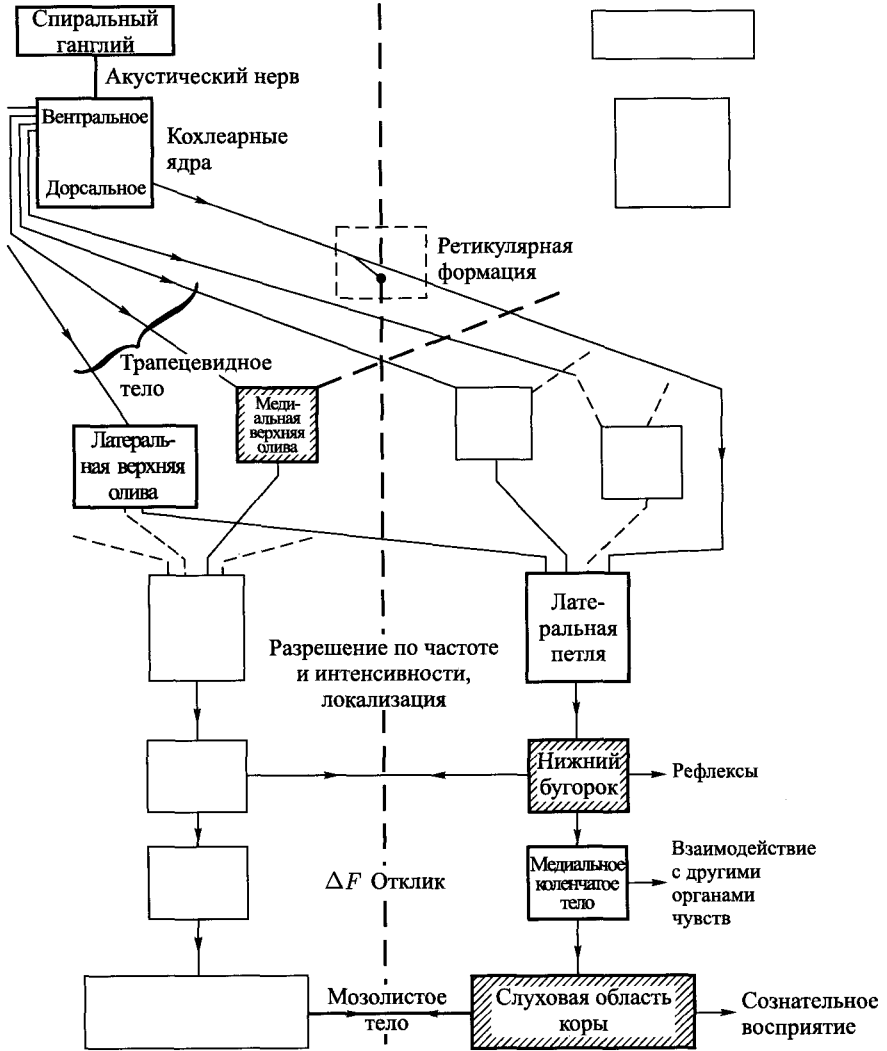 Спиральный
ганглий
Акустический нерв
Вентральное
Кохлеарные
ядра
Дорсальное
Ретикулярная
формация
Трапецевидное
тело
Меди-
альная
верхняя
олива
Латераль-
ная верхняя
олива
Лате-
ральная
петля
Разрешение по частоте
и интенсивности,
локализация
Нижний
бугорок
Рефлексы
Медиальное
коленчатое
тело
Взаимодействие
с другими
органами
чувств
ΔF Отклик
Мозолистое
тело
Слуховая область
коры
Сознательное
восприятие